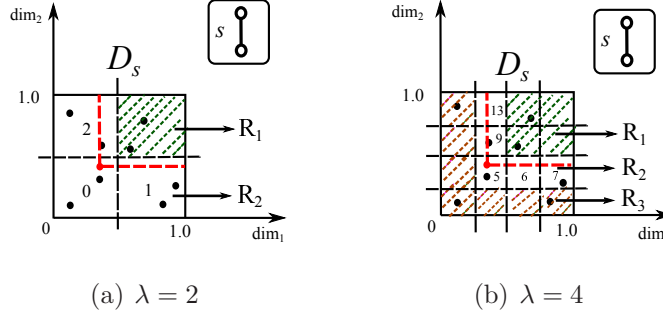 dim₂
s
Dₛ
1.0
2
R₁
0
1
R₂
0
1.0
dim₁
(a) λ = 2
dim₂
s
Dₛ
1.0
13
9
R₁
5
6
7
R₂
R₃
0
1.0
dim
(b) λ = 4